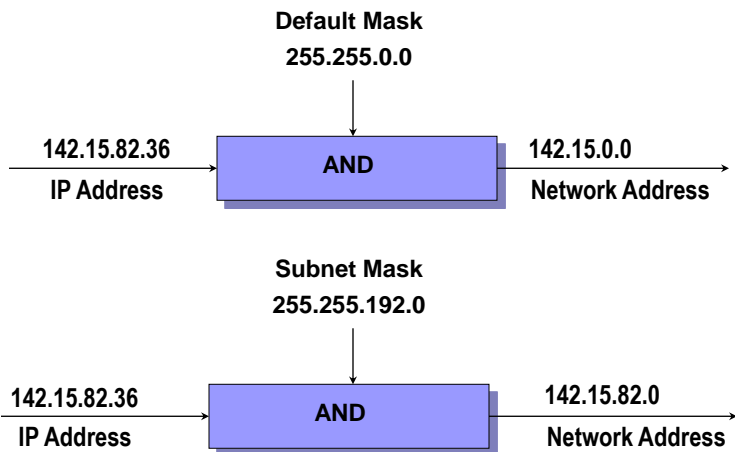 Default Mask
255.255.0.0
142.15.82.36
AND
142.15.0.0
IP Address
Network Address
Subnet Mask
255.255.192.0
142.15.82.36
AND
142.15.82.0
IP Address
Network Address